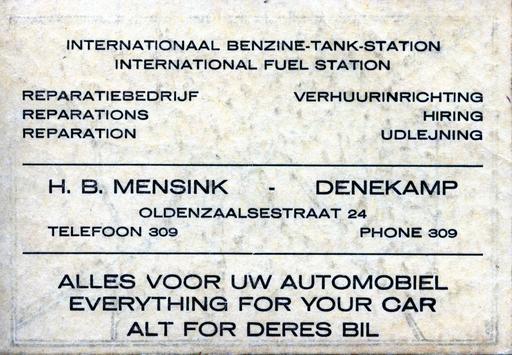 INTERNATIONAAL BENZINE-TANK-STATION
INTERNATIONAL FUEL STATION
REPARATIEBEDRIJF VERHUURINRICHTING
REPARATIONS HIRING
REPARATION UDLEJNING
H. B. MENSINK - DENEKAMP
OLDENZAALSESTRAAT 24
TELEFOON 309 PHONE 309
ALLES VOOR UW AUTOMOBIEL
EVERYTHING FOR YOUR CAR
ALT FOR DERES BIL